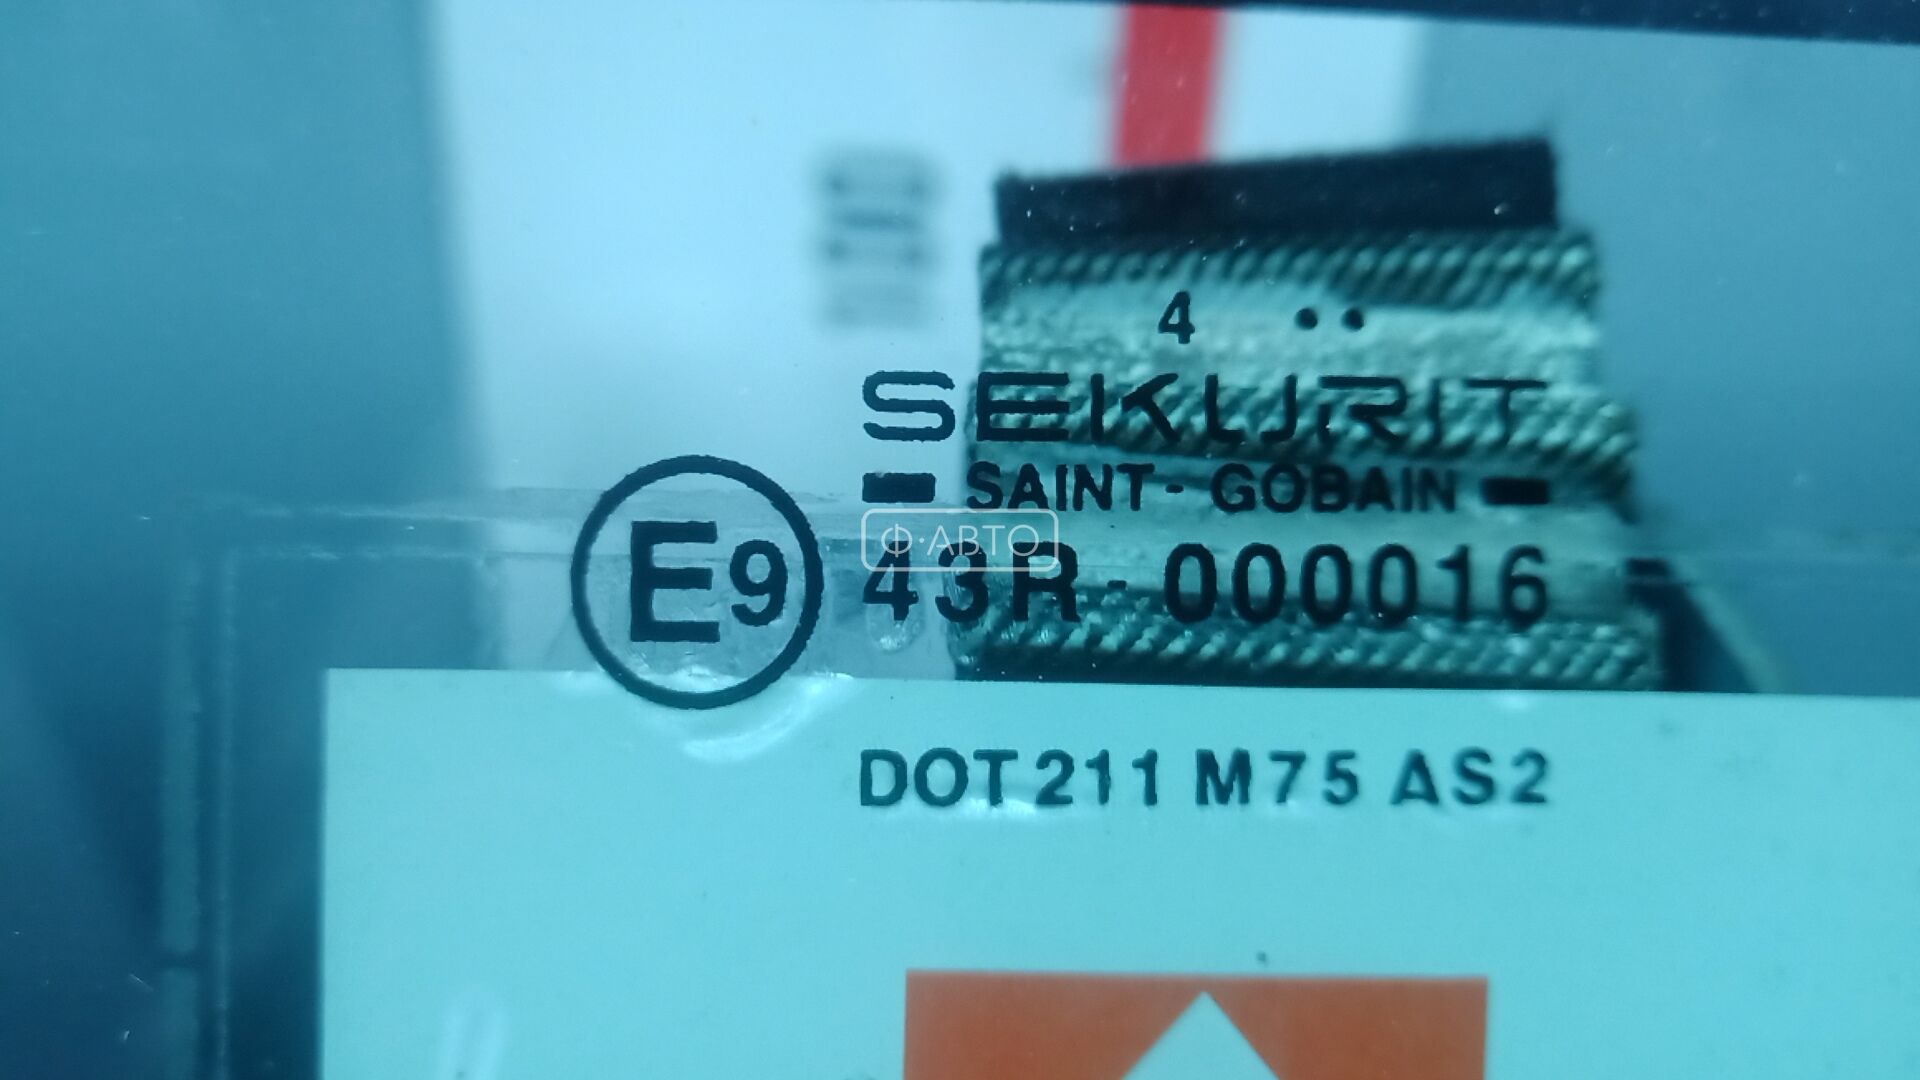 4 ••
SEKURIT
SAINT-GOBAIN
Ф·АВТО
E9 43R-000016
DOT 211 M75 AS2